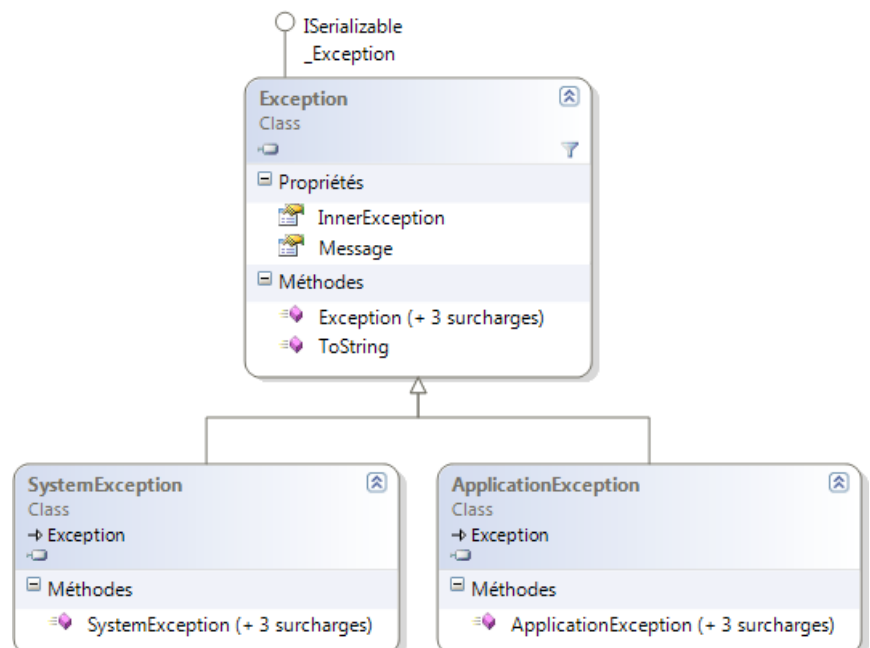 ISerializable
_Exception
Exception
Class
Propriétés
InnerException
Message
Méthodes
Exception (+ 3 surcharges)
ToString
SystemException
Class
Exception
Méthodes
SystemException (+ 3 surcharges)
ApplicationException
Class
Exception
Méthodes
ApplicationException (+ 3 surcharges)